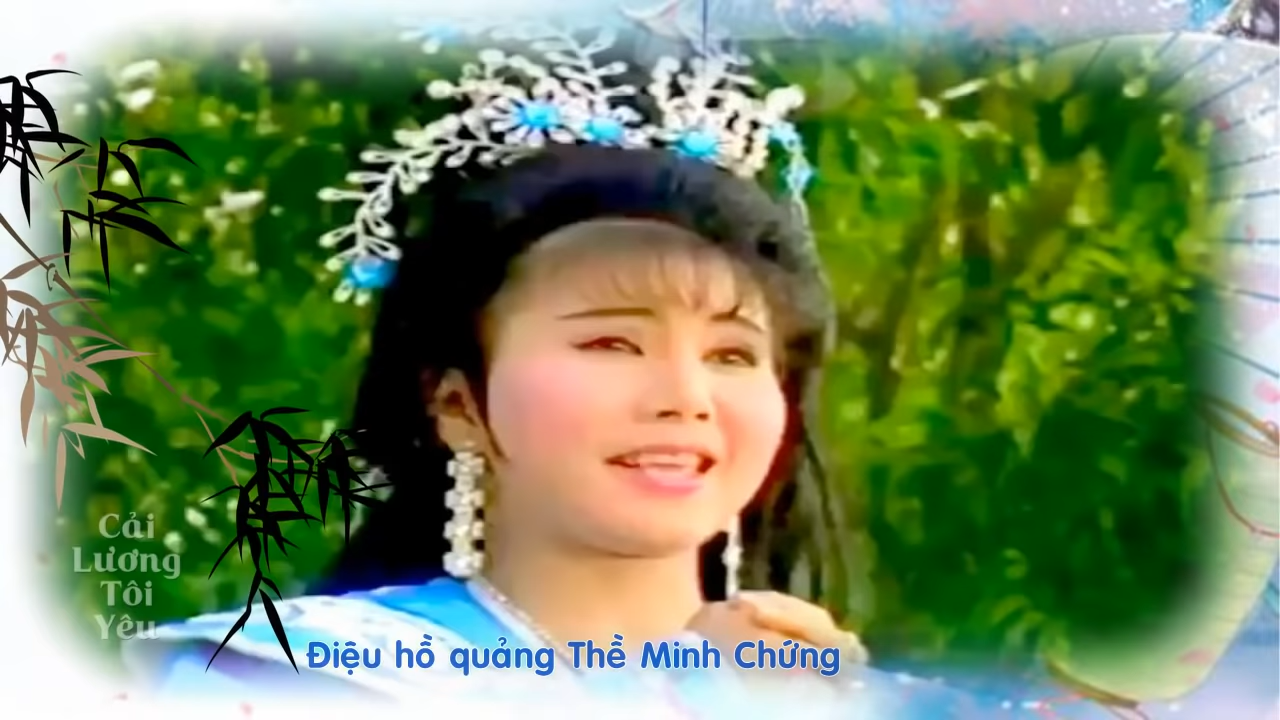 Cải
Lương
Tôi
Yêu
Điệu hồ quảng Thề Minh Chứng